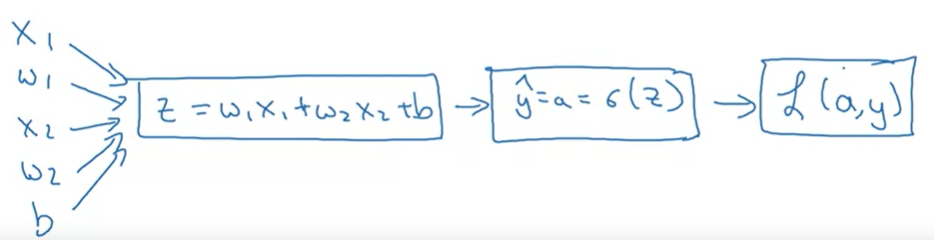 x₁
w₁
x₂
w₂
b
z = w₁x₁ + w₂x₂ + b
ŷ = a = σ(z)
ℒ(a, y)